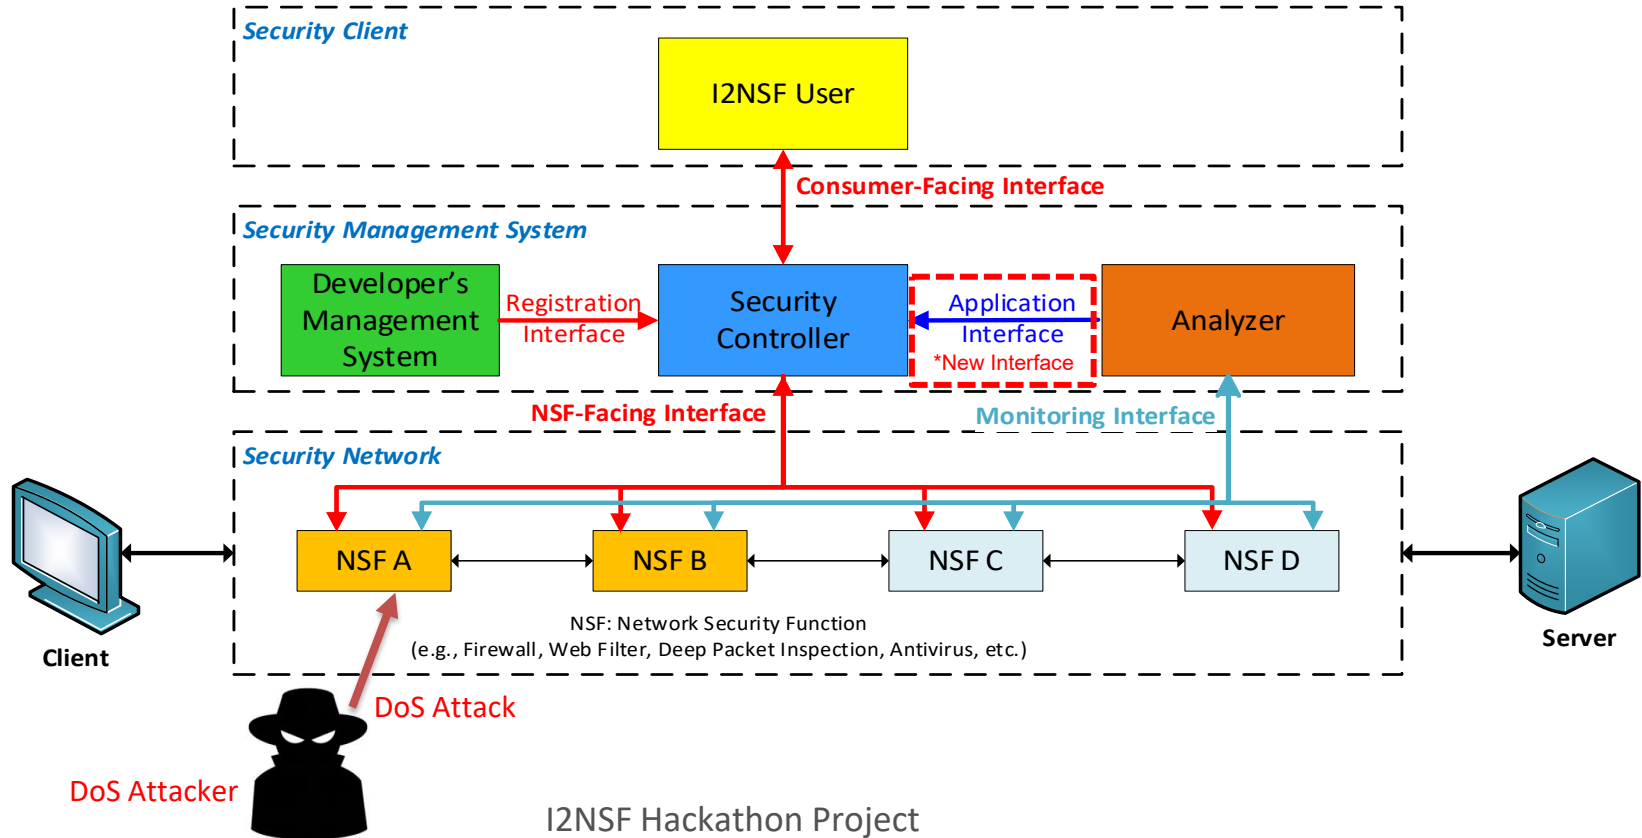 Security Client
I2NSF User
Consumer-Facing Interface
Security Management System
Developer’s
Management
System
Registration
Interface
Security
Controller
Application
Interface
*New Interface
Analyzer
NSF-Facing Interface
Monitoring Interface
Security Network
NSF A
NSF B
NSF C
NSF D
NSF: Network Security Function
(e.g., Firewall, Web Filter, Deep Packet Inspection, Antivirus, etc.)
Client
Server
DoS Attack
DoS Attacker
I2NSF Hackathon Project